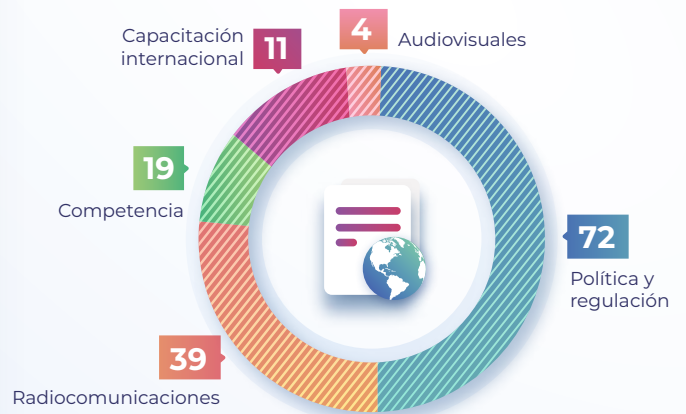 4
Audiovisuales
Capacitación
internacional
11
19
Competencia
72
Política y
regulación
39
Radiocomunicaciones